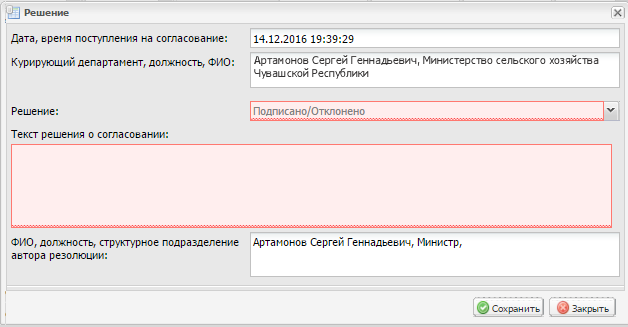 Решение
Дата, время поступления на согласование:
14.12.2016 19:39:29
Курирующий департамент, должность, ФИО:
Артамонов Сергей Геннадьевич, Министерство сельского хозяйства
Чувашской Республики
Решение:
Подписано/Отклонено
Текст решения о согласовании:
ФИО, должность, структурное подразделение
автора резолюции:
Артамонов Сергей Геннадьевич, Министр,
Сохранить
Закрыть